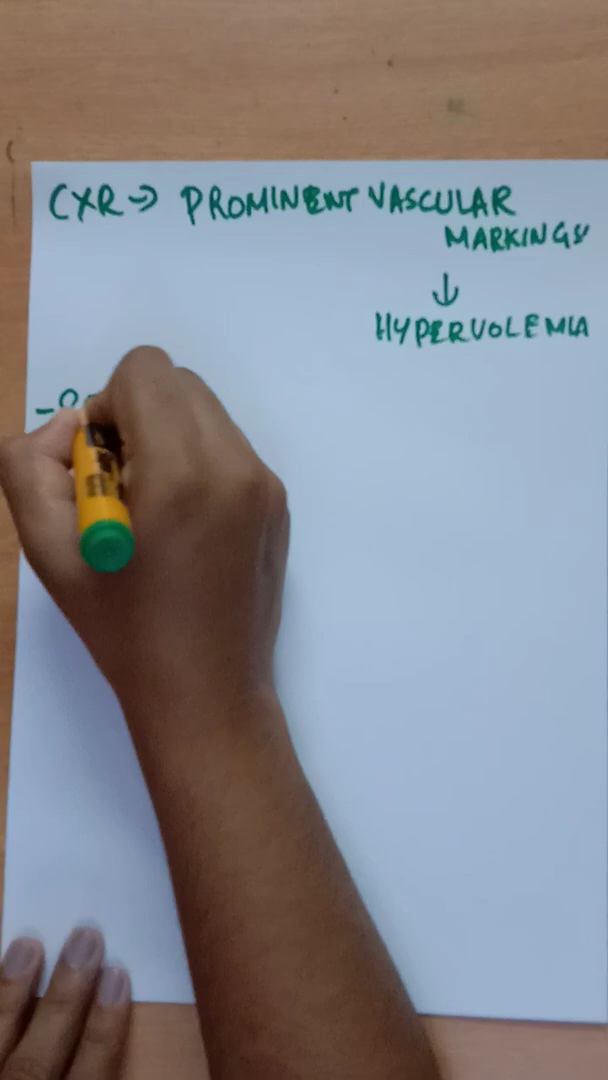 CXR → PROMINENT VASCULAR
MARKINGS
↓
HYPERVOLEMIA